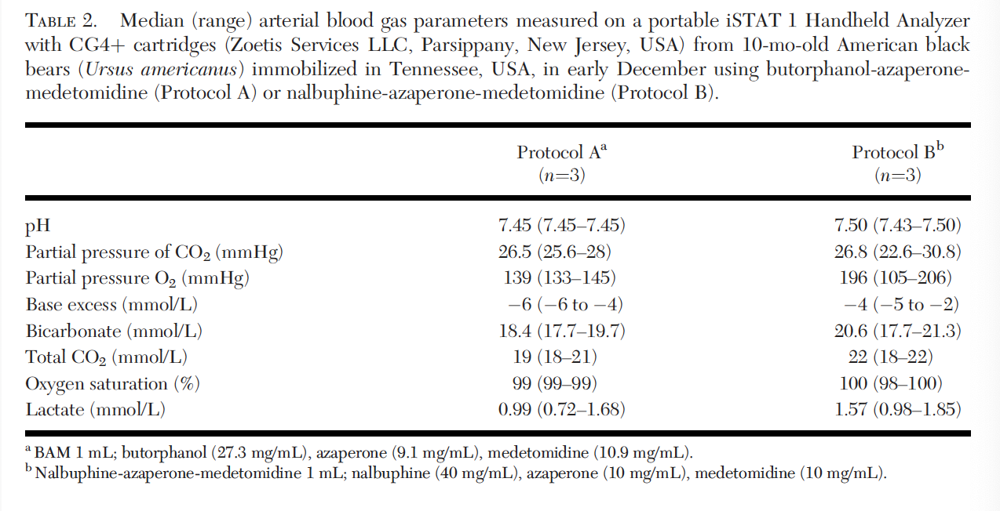 TABLE 2. Median (range) arterial blood gas parameters measured on a portable iSTAT 1 Handheld Analyzer
with CG4+ cartridges (Zoetis Services LLC, Parsippany, New Jersey, USA) from 10-mo-old American black
bears (Ursus americanus) immobilized in Tennessee, USA, in early December using butorphanol-azaperone-
medetomidine (Protocol A) or nalbuphine-azaperone-medetomidine (Protocol B).
Protocol Aᵃ Protocol Bᵇ
(n=3) (n=3)
pH 7.45 (7.45–7.45) 7.50 (7.43–7.50)
Partial pressure of CO₂ (mmHg) 26.5 (25.6–28) 26.8 (22.6–30.8)
Partial pressure O₂ (mmHg) 139 (133–145) 196 (105–206)
Base excess (mmol/L) −6 (−6 to −4) −4 (−5 to −2)
Bicarbonate (mmol/L) 18.4 (17.7–19.7) 20.6 (17.7–21.3)
Total CO₂ (mmol/L) 19 (18–21) 22 (18–22)
Oxygen saturation (%) 99 (99–99) 100 (98–100)
Lactate (mmol/L) 0.99 (0.72–1.68) 1.57 (0.98–1.85)
ᵃ BAM 1 mL; butorphanol (27.3 mg/mL), azaperone (9.1 mg/mL), medetomidine (10.9 mg/mL).
ᵇ Nalbuphine-azaperone-medetomidine 1 mL; nalbuphine (40 mg/mL), azaperone (10 mg/mL), medetomidine (10 mg/mL).